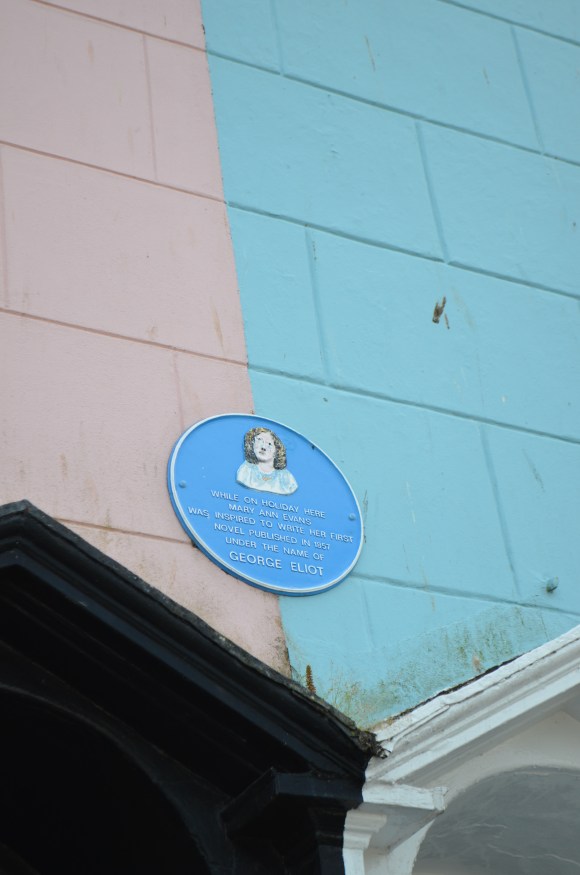 WHILE ON HOLIDAY HERE
MARY ANN EVANS
WAS INSPIRED TO WRITE HER FIRST
NOVEL PUBLISHED IN 1857
UNDER THE NAME OF
GEORGE ELIOT